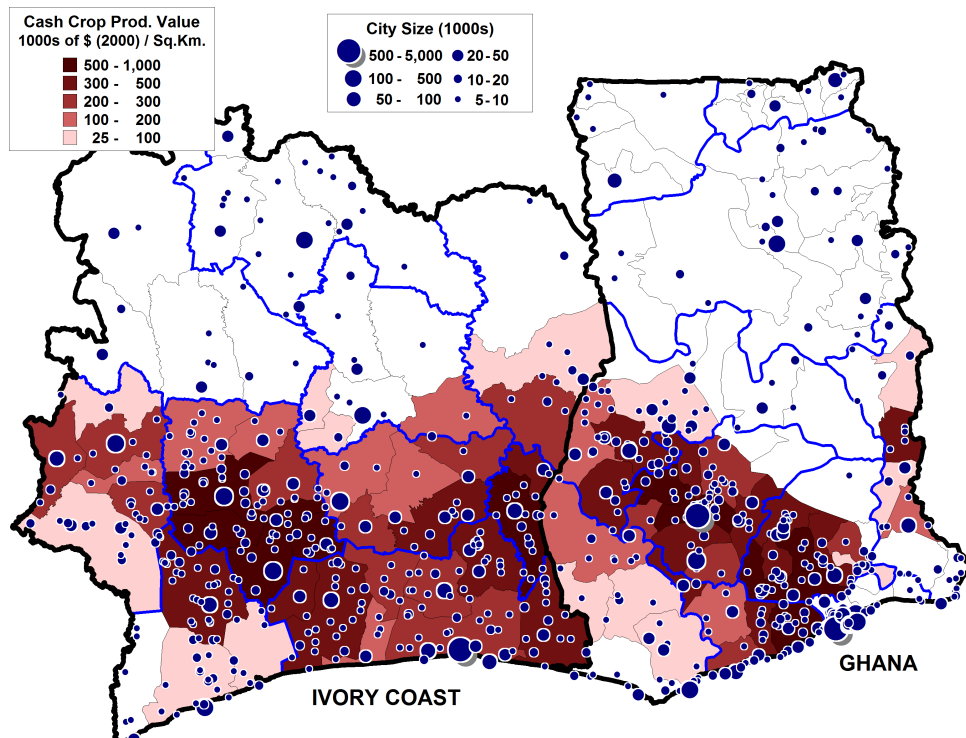 Cash Crop Prod. Value
1000s of $ (2000) / Sq.Km.
500 - 1,000
300 - 500
200 - 300
100 - 200
25 - 100
City Size (1000s)
500 - 5,000 20 - 50
100 - 500 10 - 20
50 - 100 5 - 10
GHANA
IVORY COAST